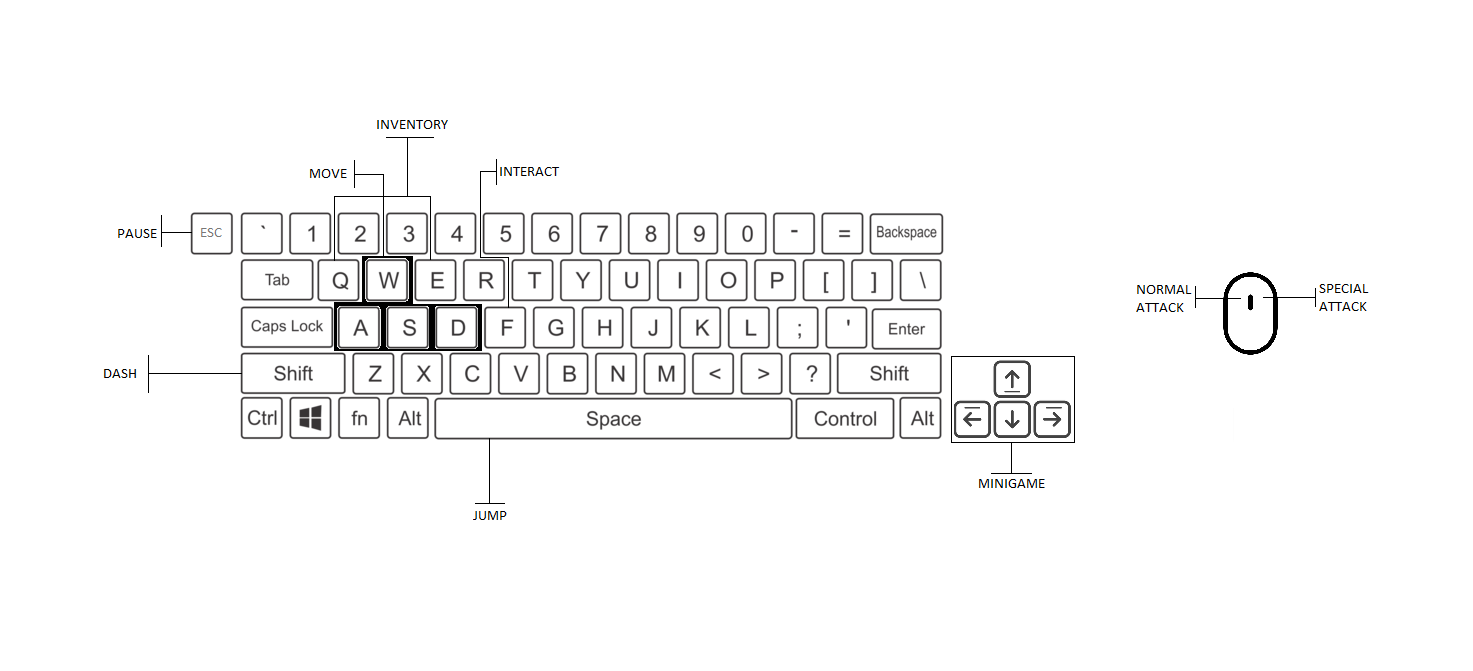 INVENTORY
MOVE
INTERACT
PAUSE
ESC ` 1 2 3 4 5 6 7 8 9 0 - = Backspace
Tab Q W E R T Y U I O P [ ] \
Caps Lock A S D F G H J K L ; ' Enter
DASH
Shift Z X C V B N M < > ? Shift
Ctrl fn Alt Space Control Alt
↑
← ↓ →
MINIGAME
JUMP
NORMAL
ATTACK
SPECIAL
ATTACK